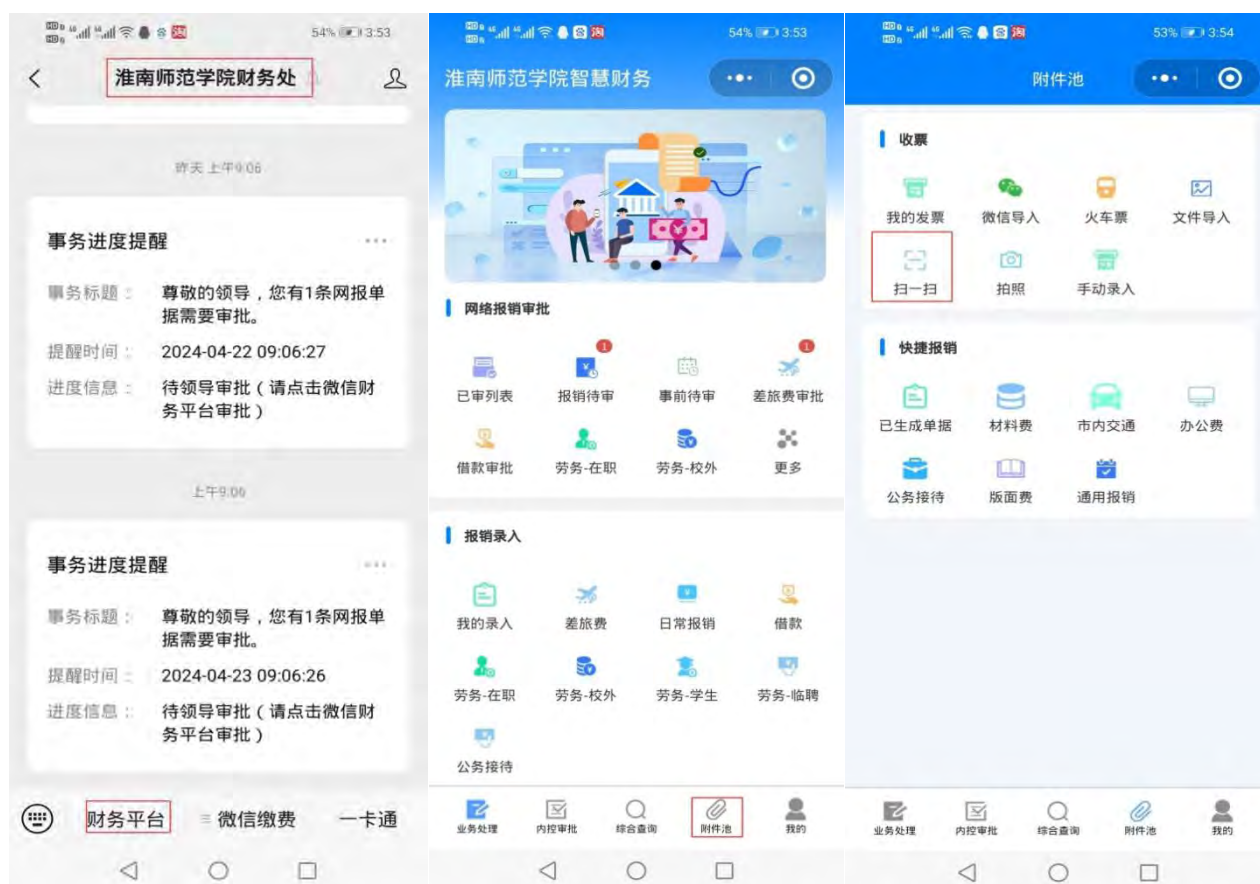 54% 3:53
淮南师范学院财务处
昨天 上午9:06
事务进度提醒
事务标题： 尊敬的领导，您有1条网报单
据需要审批。
提醒时间： 2024-04-22 09:06:27
进度信息： 待领导审批（请点击微信财
务平台审批）
上午9:06
事务进度提醒
事务标题： 尊敬的领导，您有1条网报单
据需要审批。
提醒时间： 2024-04-23 09:06:26
进度信息： 待领导审批（请点击微信财
务平台审批）
财务平台 微信缴费 一卡通
54% 3:53
淮南师范学院智慧财务
网络报销审批
1 1
已审列表 报销待审 事前待审 差旅费审批
借款审批 劳务-在职 劳务-校外 更多
报销录入
我的录入 差旅费 日常报销 借款
劳务-在职 劳务-校外 劳务-学生 劳务-临聘
公务接待
业务处理 内控审批 综合查询 附件池 我的
53% 3:54
附件池
收票
我的发票 微信导入 火车票 文件导入
扫一扫 拍照 手动录入
快捷报销
已生成单据 材料费 市内交通 办公费
公务接待 版面费 通用报销
业务处理 内控审批 综合查询 附件池 我的